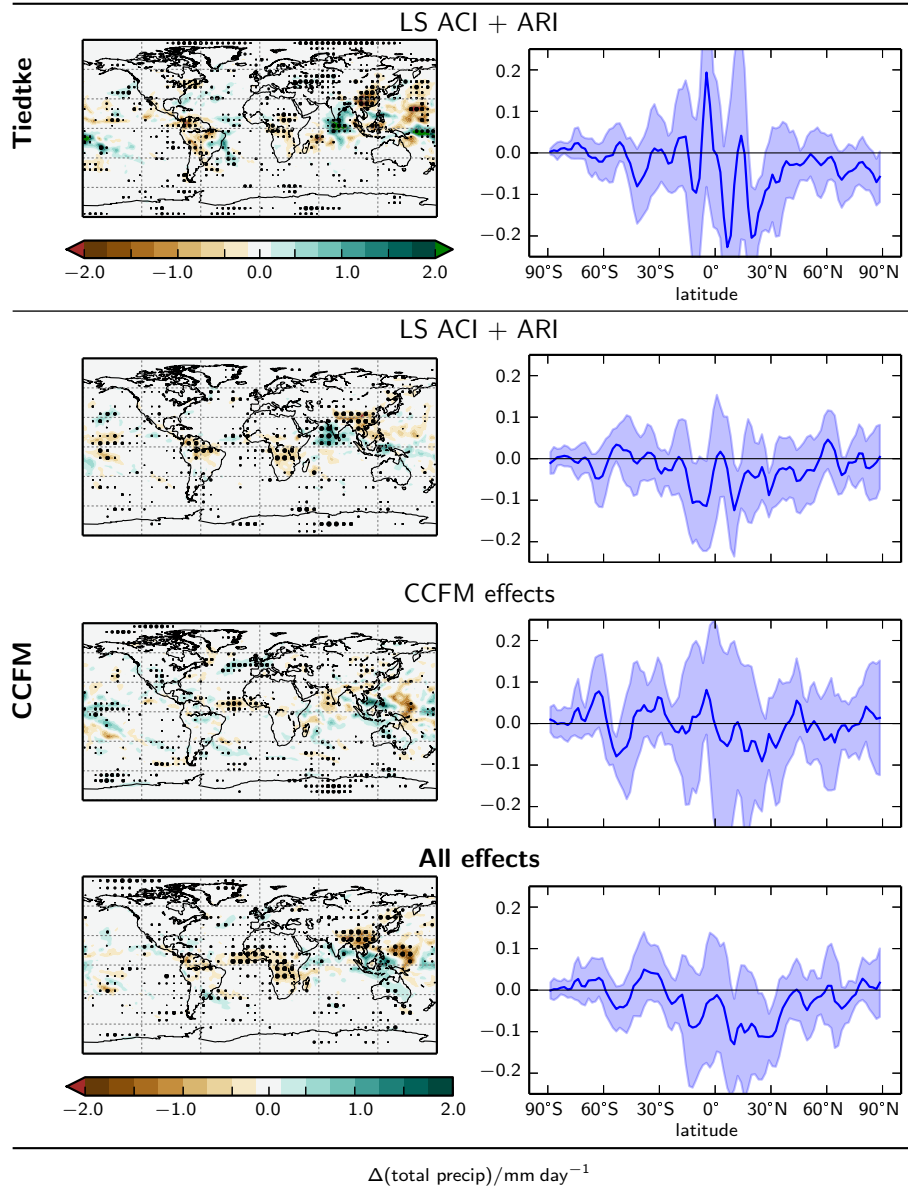 LS ACI + ARI
Tiedtke
0.2
0.1
0.0
−0.1
−0.2
−2.0 −1.0 0.0 1.0 2.0
90°S 60°S 30°S 0° 30°N 60°N 90°N
latitude
LS ACI + ARI
0.2
0.1
0.0
−0.1
−0.2
CCFM effects
CCFM
0.2
0.1
0.0
−0.1
−0.2
All effects
0.2
0.1
0.0
−0.1
−0.2
−2.0 −1.0 0.0 1.0 2.0
90°S 60°S 30°S 0° 30°N 60°N 90°N
latitude
Δ(total precip)/mm day⁻¹